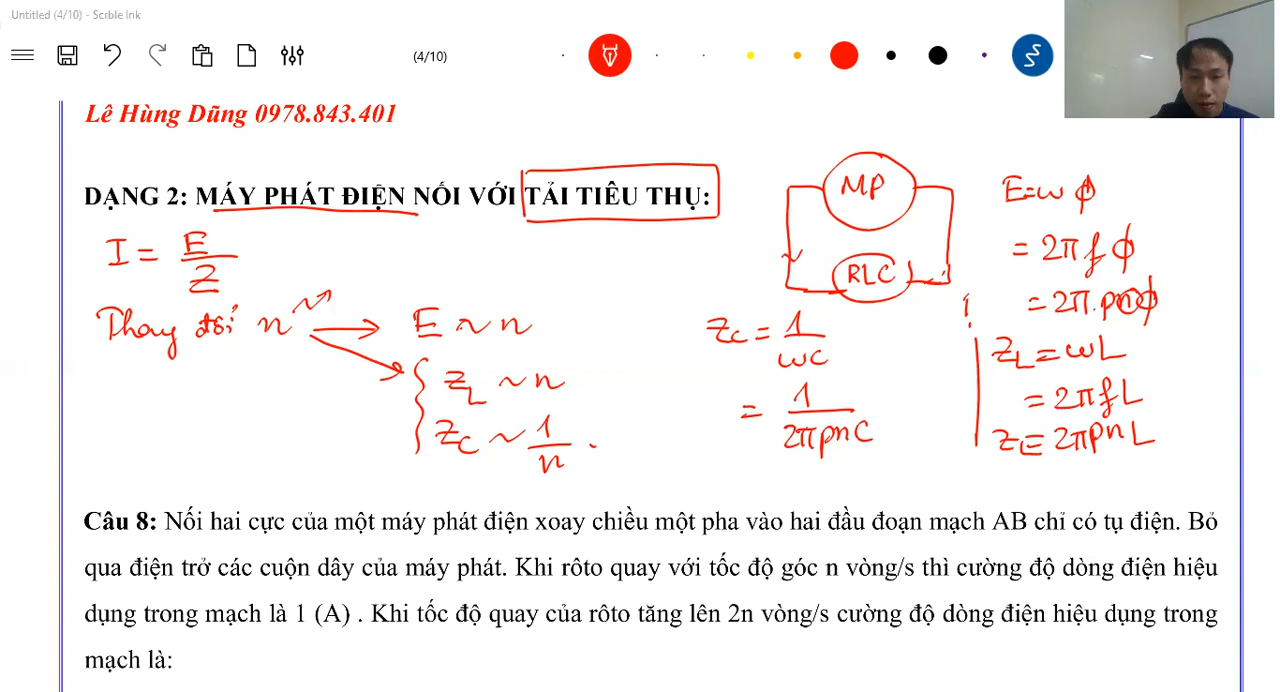 Untitled (4/10) - Scrble Ink
(4/10)
Lê Hùng Dũng 0978.843.401
DẠNG 2: MÁY PHÁT ĐIỆN NỐI VỚI TẢI TIÊU THỤ:
MP
RLC
E=ωϕ
= 2πfϕ
= 2π.pnϕ
I = E/Z
Thay đổi n → E ~ n
Z_L ~ n
Z_C ~ 1/n
Z_C = 1/ωC
= 1/2πpnC
Z_L = ωL
= 2πfL
Z_L = 2πpnL
Câu 8: Nối hai cực của một máy phát điện xoay chiều một pha vào hai đầu đoạn mạch AB chỉ có tụ điện. Bỏ
qua điện trở các cuộn dây của máy phát. Khi rôto quay với tốc độ góc n vòng/s thì cường độ dòng điện hiệu
dụng trong mạch là 1 (A) . Khi tốc độ quay của rôto tăng lên 2n vòng/s cường độ dòng điện hiệu dụng trong
mạch là: